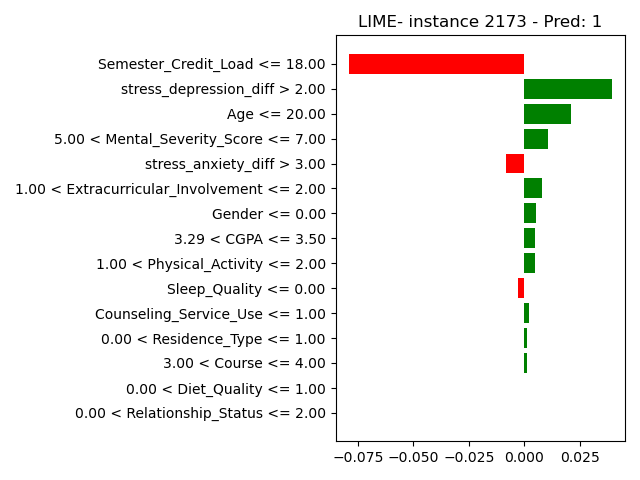 LIME- instance 2173 - Pred: 1
Semester_Credit_Load <= 18.00
stress_depression_diff > 2.00
Age <= 20.00
5.00 < Mental_Severity_Score <= 7.00
stress_anxiety_diff > 3.00
1.00 < Extracurricular_Involvement <= 2.00
Gender <= 0.00
3.29 < CGPA <= 3.50
1.00 < Physical_Activity <= 2.00
Sleep_Quality <= 0.00
Counseling_Service_Use <= 1.00
0.00 < Residence_Type <= 1.00
3.00 < Course <= 4.00
0.00 < Diet_Quality <= 1.00
0.00 < Relationship_Status <= 2.00
−0.075 −0.050 −0.025 0.000 0.025